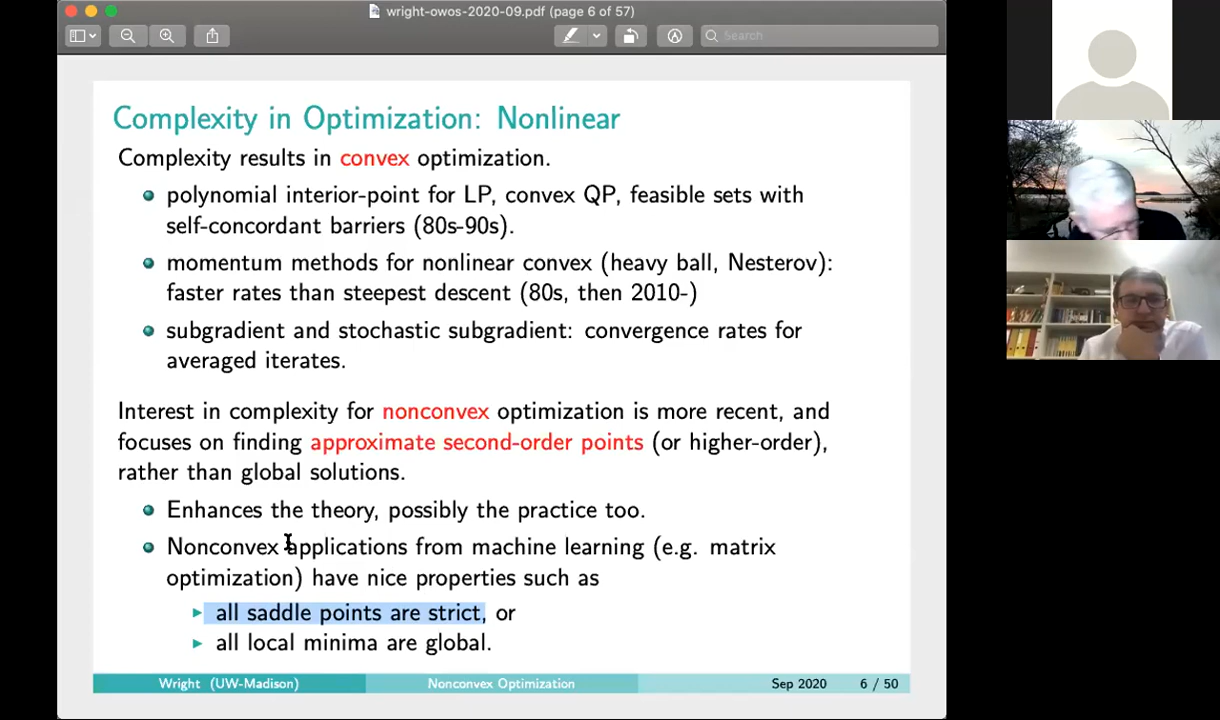 wright-owos-2020-09.pdf (page 6 of 57)
Search
Complexity in Optimization: Nonlinear
Complexity results in convex optimization.
polynomial interior-point for LP, convex QP, feasible sets with
self-concordant barriers (80s-90s).
momentum methods for nonlinear convex (heavy ball, Nesterov):
faster rates than steepest descent (80s, then 2010-)
subgradient and stochastic subgradient: convergence rates for
averaged iterates.
Interest in complexity for nonconvex optimization is more recent, and
focuses on finding approximate second-order points (or higher-order),
rather than global solutions.
Enhances the theory, possibly the practice too.
Nonconvex applications from machine learning (e.g. matrix
optimization) have nice properties such as
all saddle points are strict, or
all local minima are global.
Wright (UW-Madison) Nonconvex Optimization Sep 2020 6 / 50